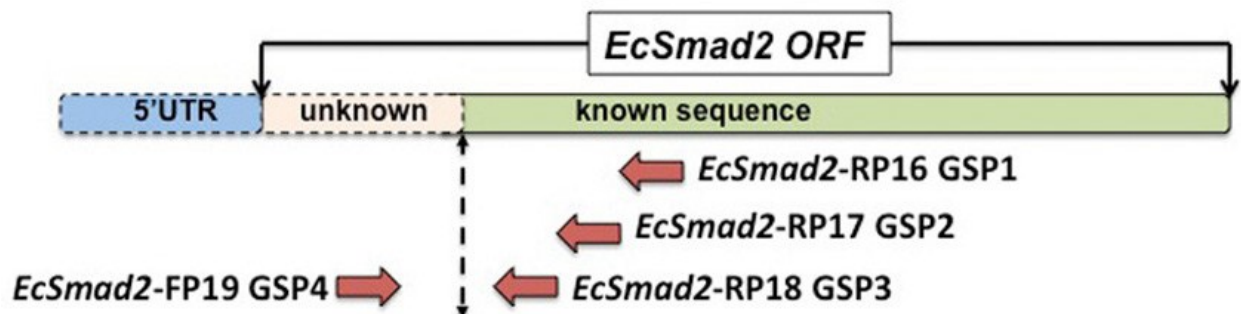 EcSmad2 ORF
5'UTR unknown known sequence
EcSmad2-RP16 GSP1
EcSmad2-RP17 GSP2
EcSmad2-FP19 GSP4 EcSmad2-RP18 GSP3